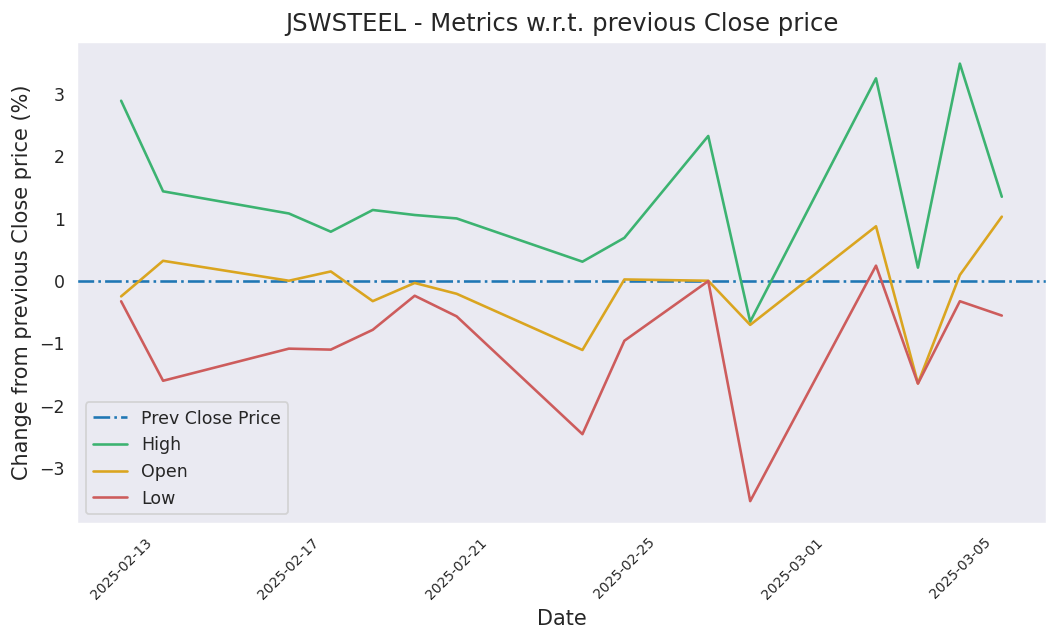 JSWSTEEL - Metrics w.r.t. previous Close price
Change from previous Close price (%)
3
2
1
0
−1
−2
−3
Prev Close Price
High
Open
Low
2025-02-13
2025-02-17
2025-02-21
2025-02-25
2025-03-01
2025-03-05
Date